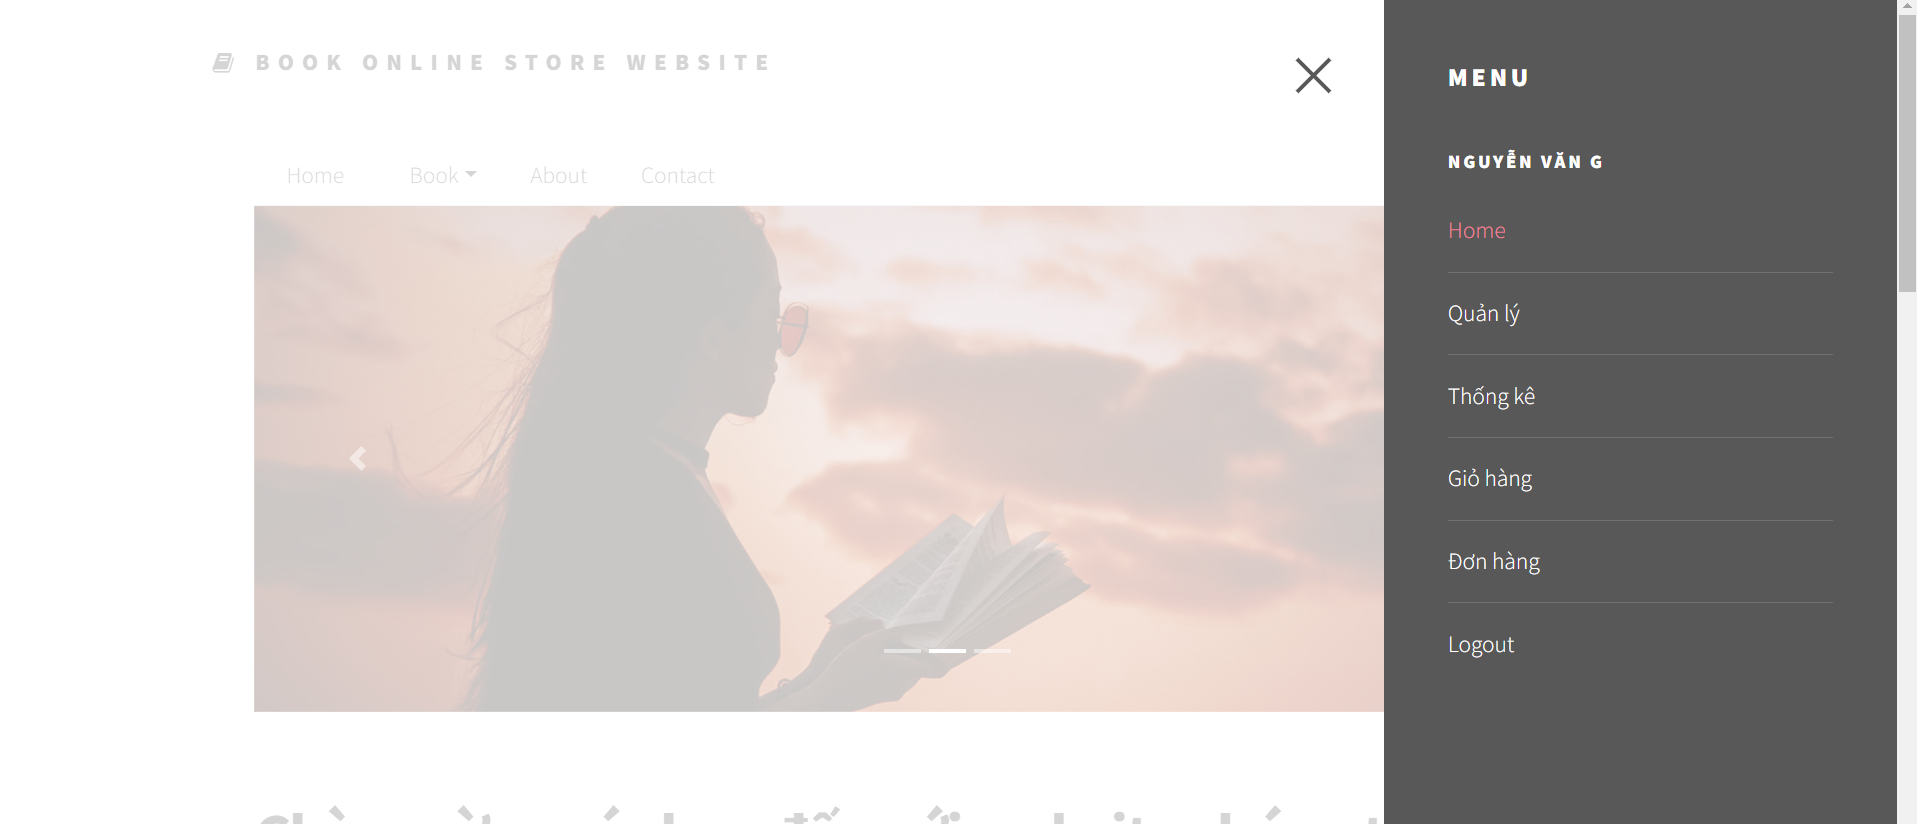 BOOK ONLINE STORE WEBSITE
Home Book About Contact
MENU
NGUYỄN VĂN G
Home
Quản lý
Thống kê
Giỏ hàng
Đơn hàng
Logout